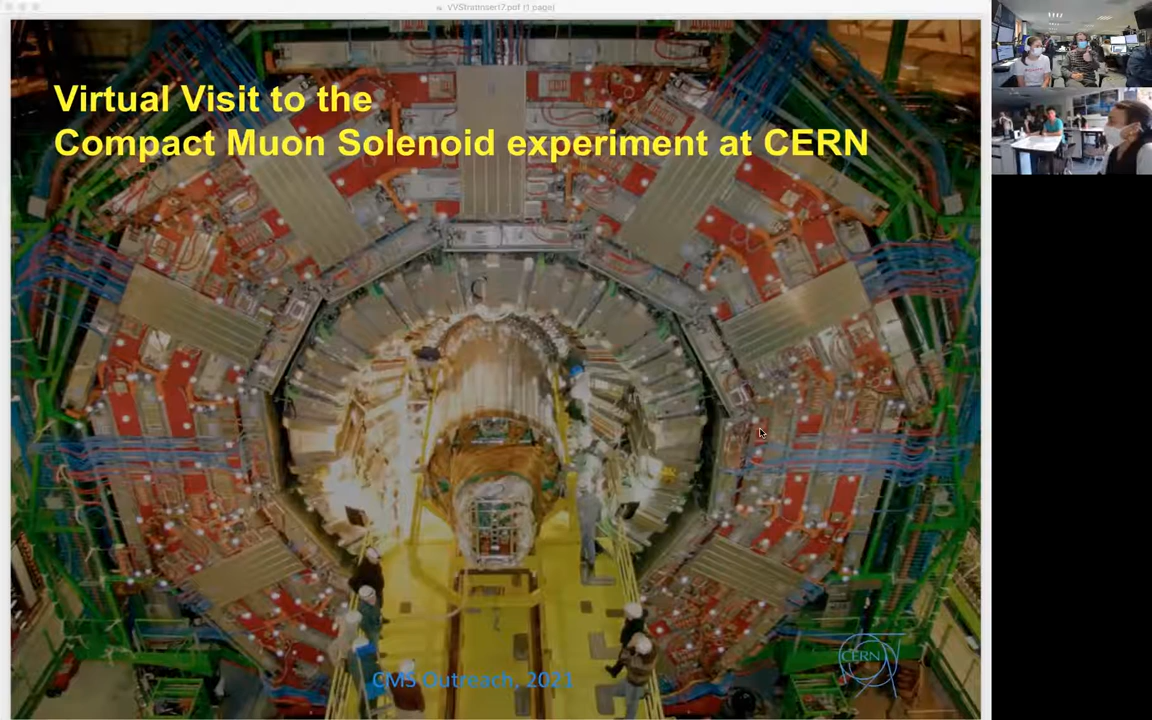 Virtual Visit to the
Compact Muon Solenoid experiment at CERN
CMS Outreach, 2021
CERN